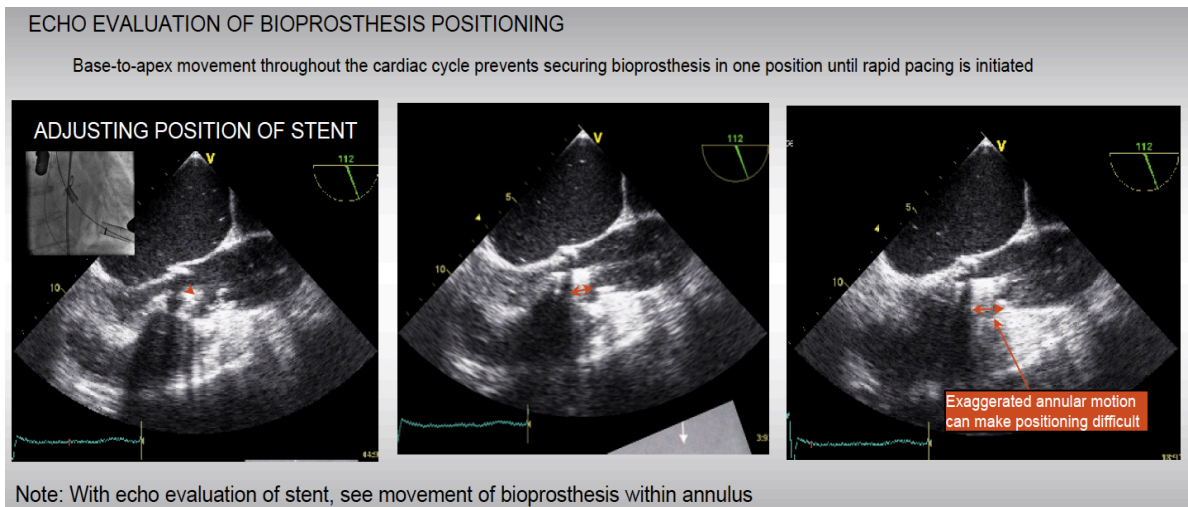 ECHO EVALUATION OF BIOPROSTHESIS POSITIONING
Base-to-apex movement throughout the cardiac cycle prevents securing bioprosthesis in one position until rapid pacing is initiated
ADJUSTING POSITION OF STENT
V
112
10
V
112
5
4
10
V
112
5
4
10
Exaggerated annular motion
can make positioning difficult
Note: With echo evaluation of stent, see movement of bioprosthesis within annulus